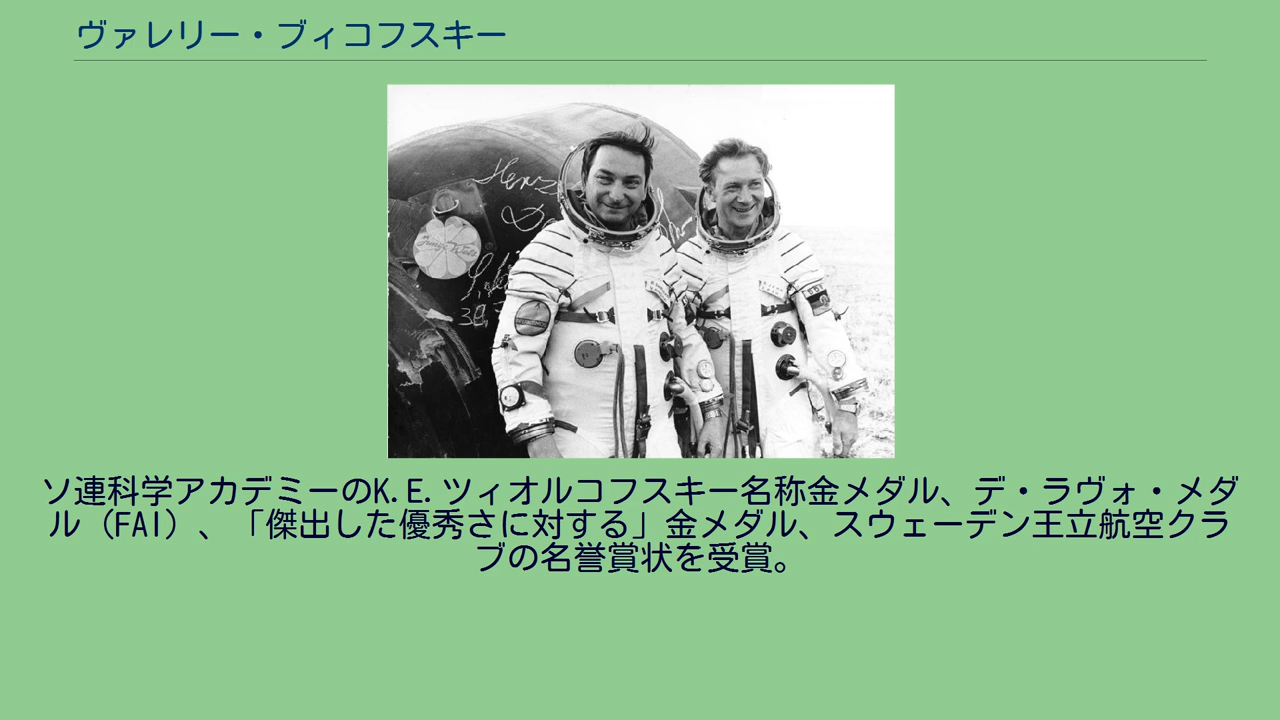 ヴァレリー・ブィコフスキー
ソ連科学アカデミーのK.E.ツィオルコフスキー名称金メダル、デ・ラヴォ・メダ
ル（FAI）、「傑出した優秀さに対する」金メダル、スウェーデン王立航空クラ
ブの名誉賞状を受賞。